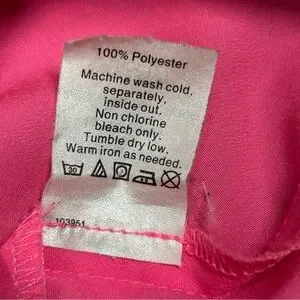 100% Polyester
Machine wash cold,
separately,
inside out.
Non chlorine
bleach only.
Tumble dry low.
Warm iron as needed.
30
103951